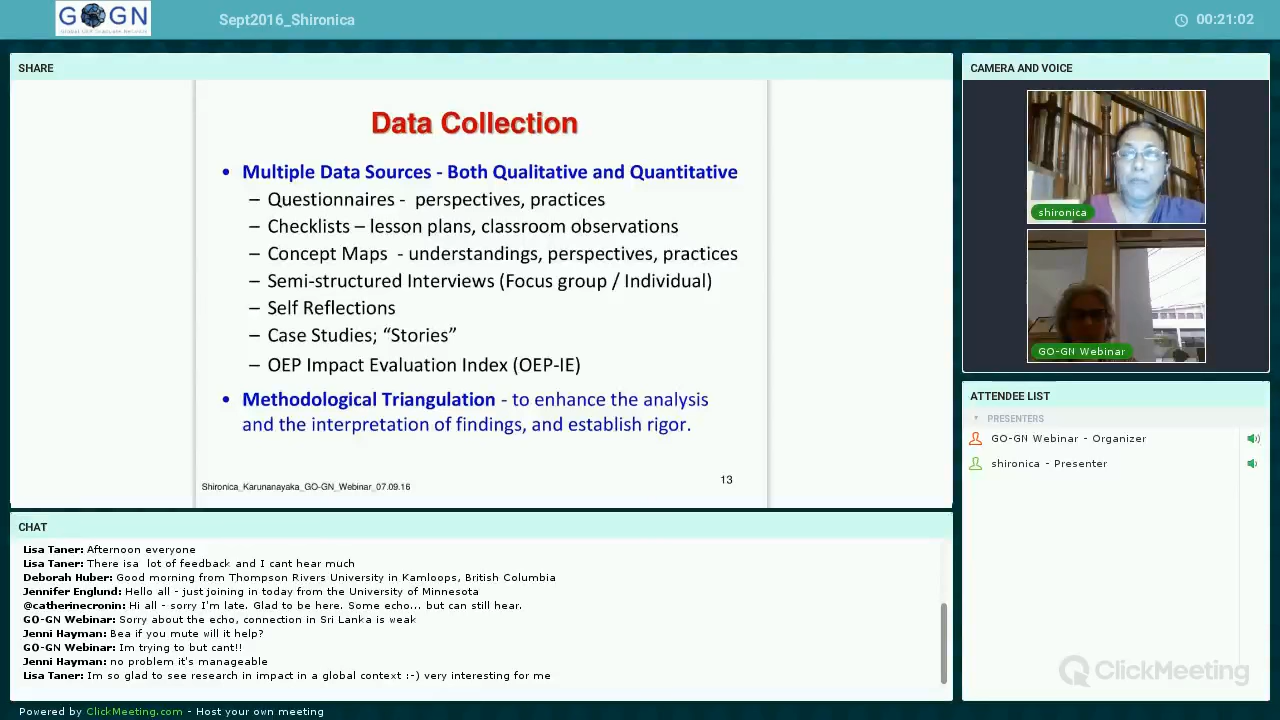 GOGN
Sept2016_Shironica
00:21:02
SHARE
Data Collection
• Multiple Data Sources - Both Qualitative and Quantitative
– Questionnaires - perspectives, practices
– Checklists – lesson plans, classroom observations
– Concept Maps - understandings, perspectives, practices
– Semi-structured Interviews (Focus group / Individual)
– Self Reflections
– Case Studies; “Stories”
– OEP Impact Evaluation Index (OEP-IE)
• Methodological Triangulation - to enhance the analysis
and the interpretation of findings, and establish rigor.
Shironica_Karunanayaka_GO-GN_Webinar_07.09.16
13
CAMERA AND VOICE
shironica
GO-GN Webinar
ATTENDEE LIST
PRESENTERS
GO-GN Webinar - Organizer
shironica - Presenter
CHAT
Lisa Taner: Afternoon everyone
Lisa Taner: There isa lot of feedback and I cant hear much
Deborah Huber: Good morning from Thompson Rivers University in Kamloops, British Columbia
Jennifer Englund: Hello all - just joining in today from the University of Minnesota
@catherinecronin: Hi all - sorry I'm late. Glad to be here. Some echo... but can still hear.
GO-GN Webinar: Sorry about the echo, connection in Sri Lanka is weak
Jenni Hayman: Bea if you mute will it help?
GO-GN Webinar: Im trying to but cant!!
Jenni Hayman: no problem it's manageable
Lisa Taner: Im so glad to see research in impact in a global context :-) very interesting for me
ClickMeeting
Powered by ClickMeeting.com - Host your own meeting